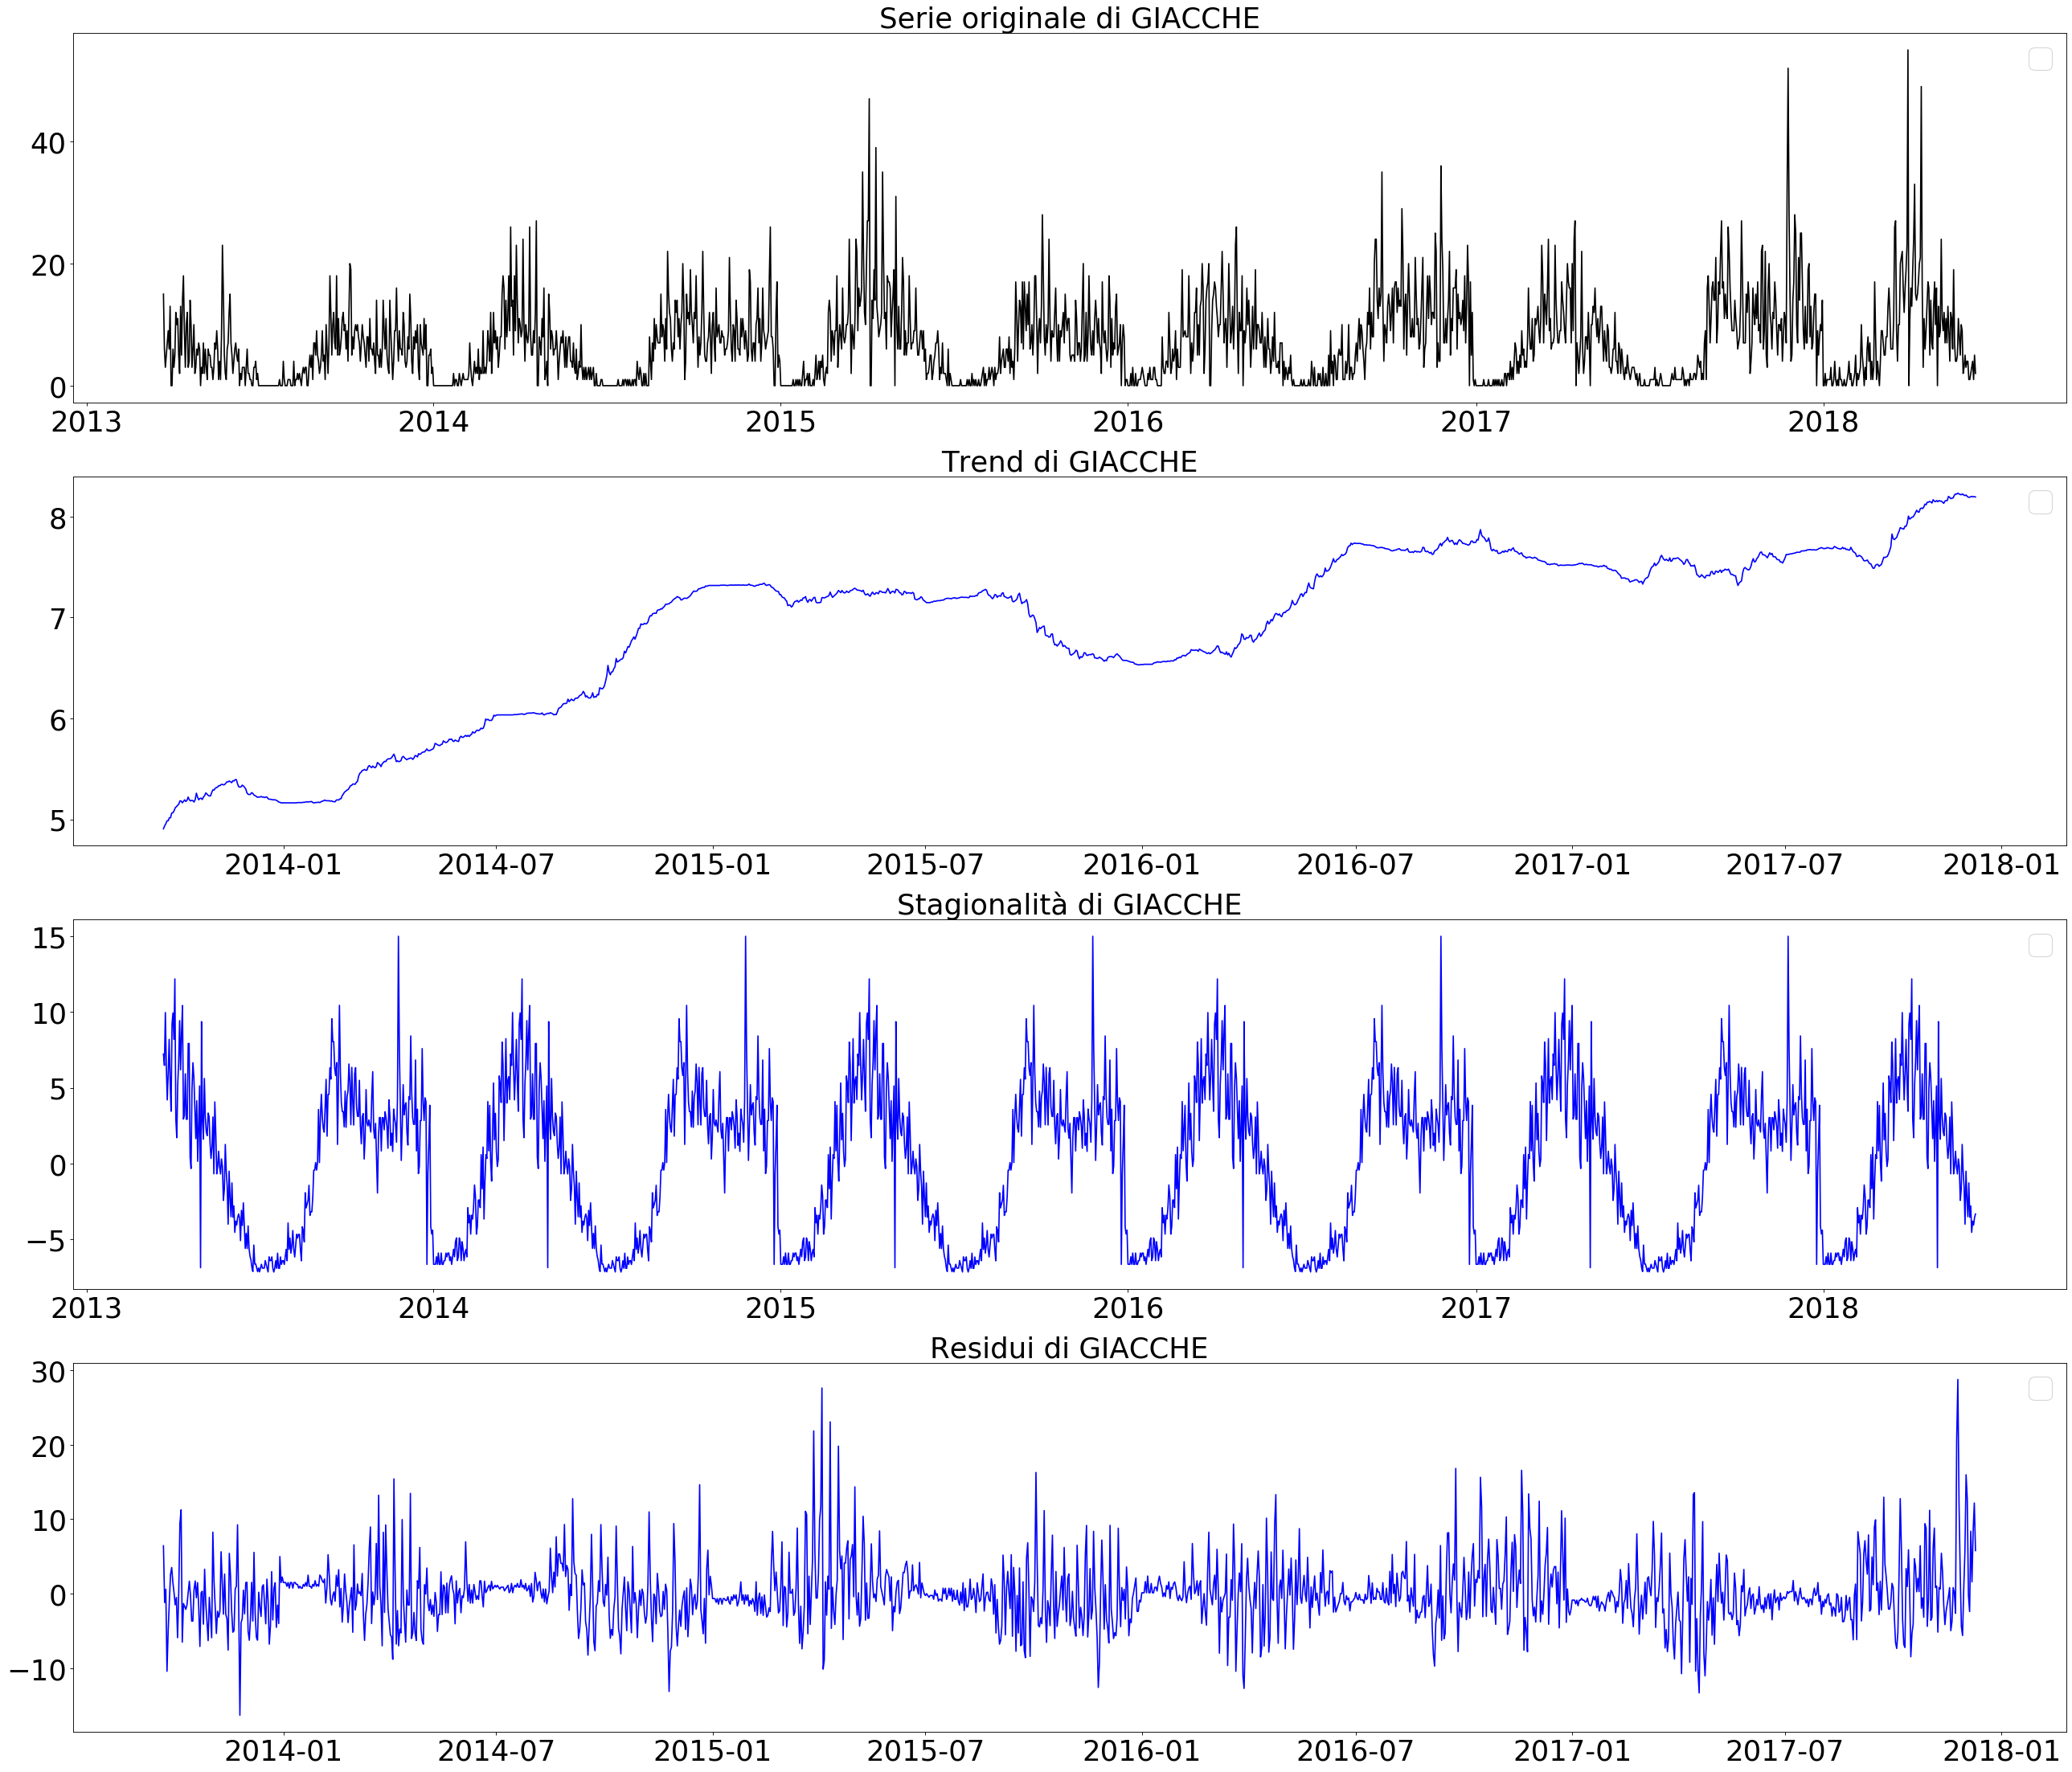 Serie originale di GIACCHE
40
20
0
2013 2014 2015 2016 2017 2018
Trend di GIACCHE
8
7
6
5
2014-01 2014-07 2015-01 2015-07 2016-01 2016-07 2017-01 2017-07 2018-01
Stagionalità di GIACCHE
15
10
5
0
−5
2013 2014 2015 2016 2017 2018
Residui di GIACCHE
30
20
10
0
−10
2014-01 2014-07 2015-01 2015-07 2016-01 2016-07 2017-01 2017-07 2018-01